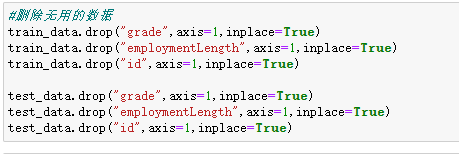 #删除无用的数据
train_data.drop("grade",axis=1,inplace=True)
train_data.drop("employmentLength",axis=1,inplace=True)
train_data.drop("id",axis=1,inplace=True)
test_data.drop("grade",axis=1,inplace=True)
test_data.drop("employmentLength",axis=1,inplace=True)
test_data.drop("id",axis=1,inplace=True)